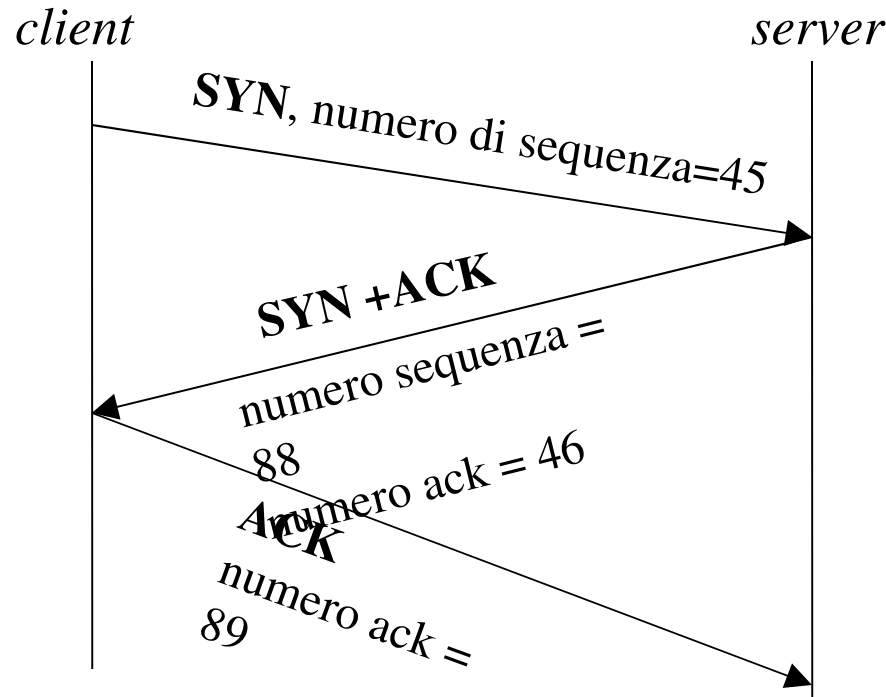 client
server
SYN, numero di sequenza=45
SYN +ACK
numero sequenza =
88
numero ack = 46
ACK
numero ack =
89